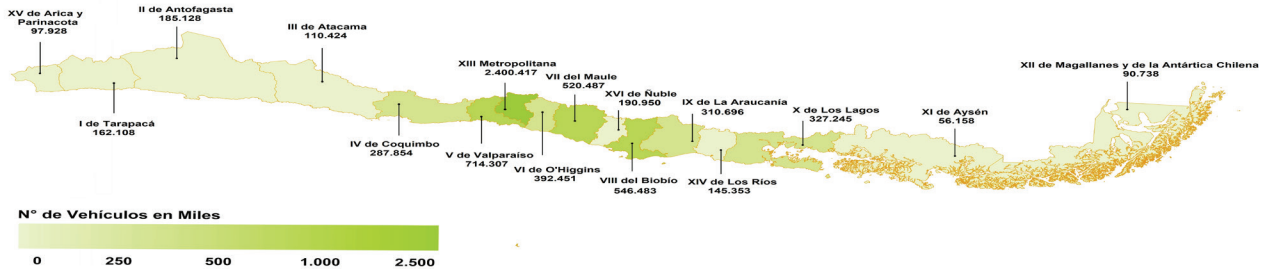 XV de Arica y
Parinacota
97.928
II de Antofagasta
185.128
III de Atacama
110.424
XIII Metropolitana
2.400.417
VII del Maule
520.487
XVI de Ñuble
190.950
IX de La Araucanía
310.696
X de Los Lagos
327.245
XI de Aysén
56.158
XII de Magallanes y de la Antártica Chilena
90.738
I de Tarapacá
162.108
IV de Coquimbo
287.854
V de Valparaíso
714.307
VI de O'Higgins
392.451
VIII del Biobío
546.483
XIV de Los Ríos
145.353
N° de Vehículos en Miles
0 250 500 1.000 2.500